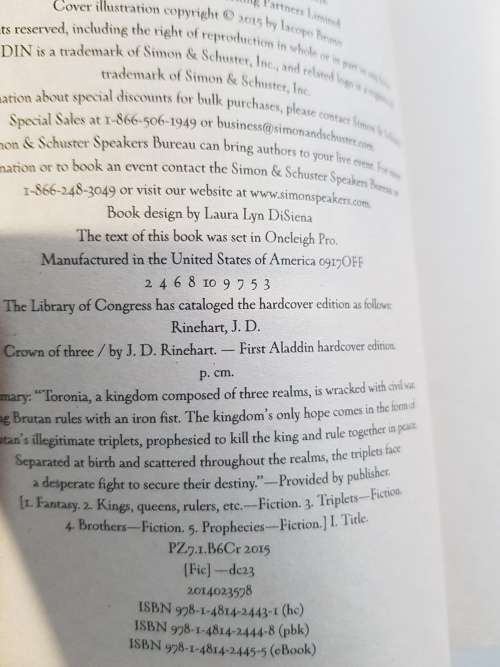 ting Partners Limited
Cover illustration copyright © 2015 by Iacopo Bruno
ts reserved, including the right of reproduction in whole or in part in any form.
DIN is a trademark of Simon & Schuster, Inc., and related logo is a registered
trademark of Simon & Schuster, Inc.
ation about special discounts for bulk purchases, please contact Simon & Schuster
Special Sales at 1-866-506-1949 or business@simonandschuster.com.
non & Schuster Speakers Bureau can bring authors to your live event. For more
nation or to book an event contact the Simon & Schuster Speakers Bureau at
1-866-248-3049 or visit our website at www.simonspeakers.com.
Book design by Laura Lyn DiSiena
The text of this book was set in Oneleigh Pro.
Manufactured in the United States of America 0917OFF
2 4 6 8 10 9 7 5 3
The Library of Congress has cataloged the hardcover edition as follows:
Rinehart, J. D.
Crown of three / by J. D. Rinehart. — First Aladdin hardcover edition.
p. cm.
mary: “Toronia, a kingdom composed of three realms, is wracked with civil war.
ng Brutan rules with an iron fist. The kingdom's only hope comes in the form of
utan's illegitimate triplets, prophesied to kill the king and rule together in peace.
Separated at birth and scattered throughout the realms, the triplets face
a desperate fight to secure their destiny.”—Provided by publisher.
[1. Fantasy. 2. Kings, queens, rulers, etc.—Fiction. 3. Triplets—Fiction.
4. Brothers—Fiction. 5. Prophecies—Fiction.] I. Title.
PZ7.1.B6Cr 2015
[Fic] —dc23
2014023578
ISBN 978-1-4814-2443-1 (hc)
ISBN 978-1-4814-2444-8 (pbk)
ISBN 978-1-4814-2445-5 (eBook)